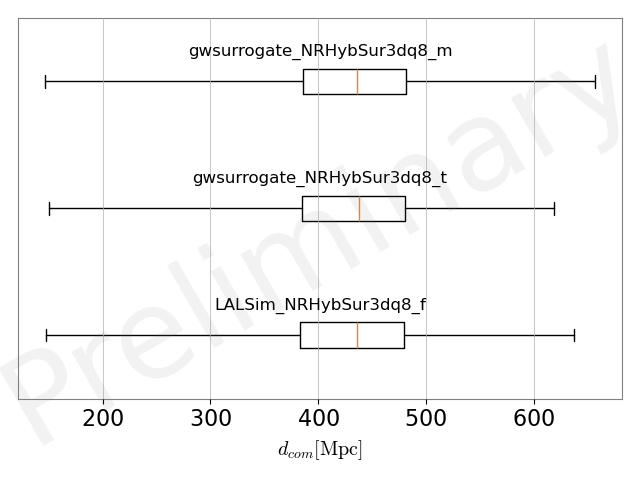 gwsurrogate_NRHybSur3dq8_m
gwsurrogate_NRHybSur3dq8_t
LALSim_NRHybSur3dq8_f
Preliminary
200 300 400 500 600
d_{com}[Mpc]